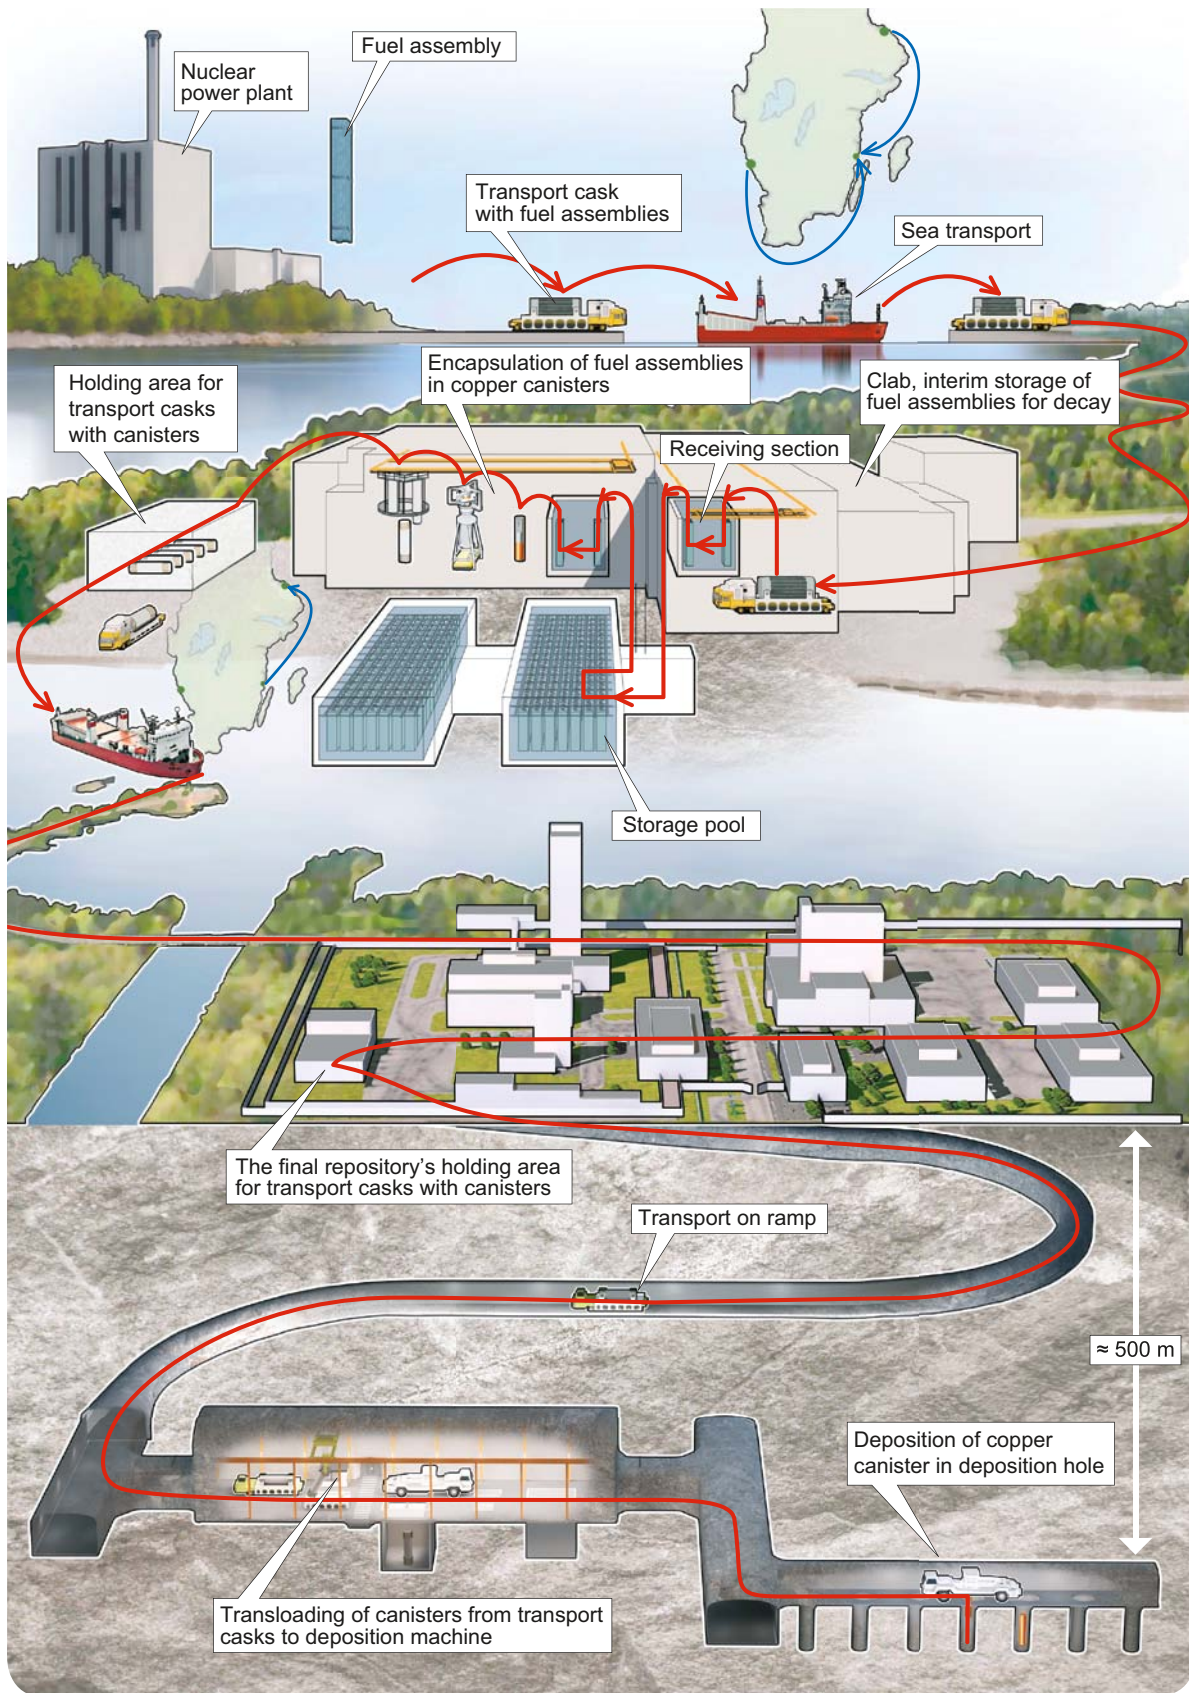 Fuel assembly
Nuclear
power plant
Transport cask
with fuel assemblies
Sea transport
Encapsulation of fuel assemblies
in copper canisters
Holding area for
transport casks
with canisters
Clab, interim storage of
fuel assemblies for decay
Receiving section
Storage pool
The final repository's holding area
for transport casks with canisters
Transport on ramp
≈ 500 m
Deposition of copper
canister in deposition hole
Transloading of canisters from transport
casks to deposition machine